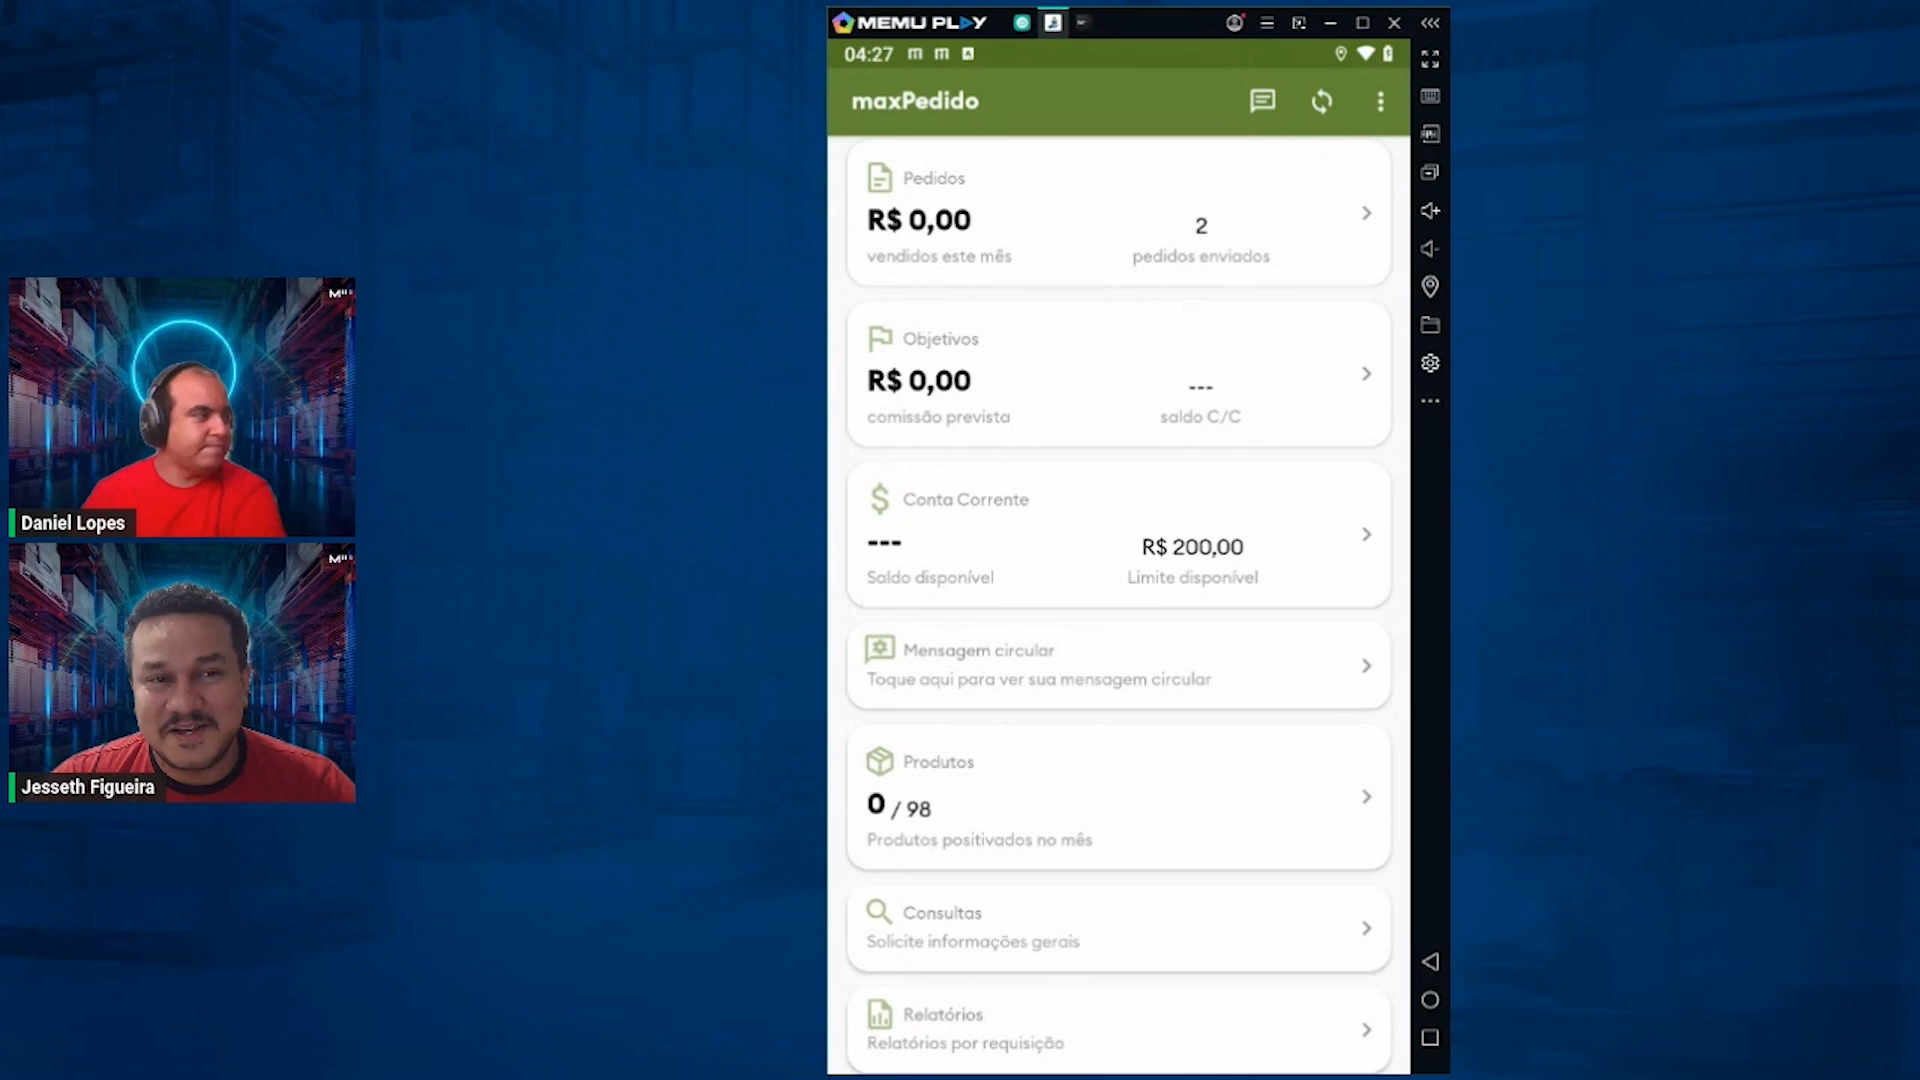 MEMU PLAY
04:27
maxPedido
Pedidos
R$ 0,00
2
vendidos este mês
pedidos enviados
Objetivos
R$ 0,00
---
comissão prevista
saldo C/C
Conta Corrente
---
R$ 200,00
Saldo disponível
Limite disponível
Mensagem circular
Toque aqui para ver sua mensagem circular
Produtos
0 / 98
Produtos positivados no mês
Consultas
Solicite informações gerais
Relatórios
Relatórios por requisição
Daniel Lopes
Jesseth Figueira